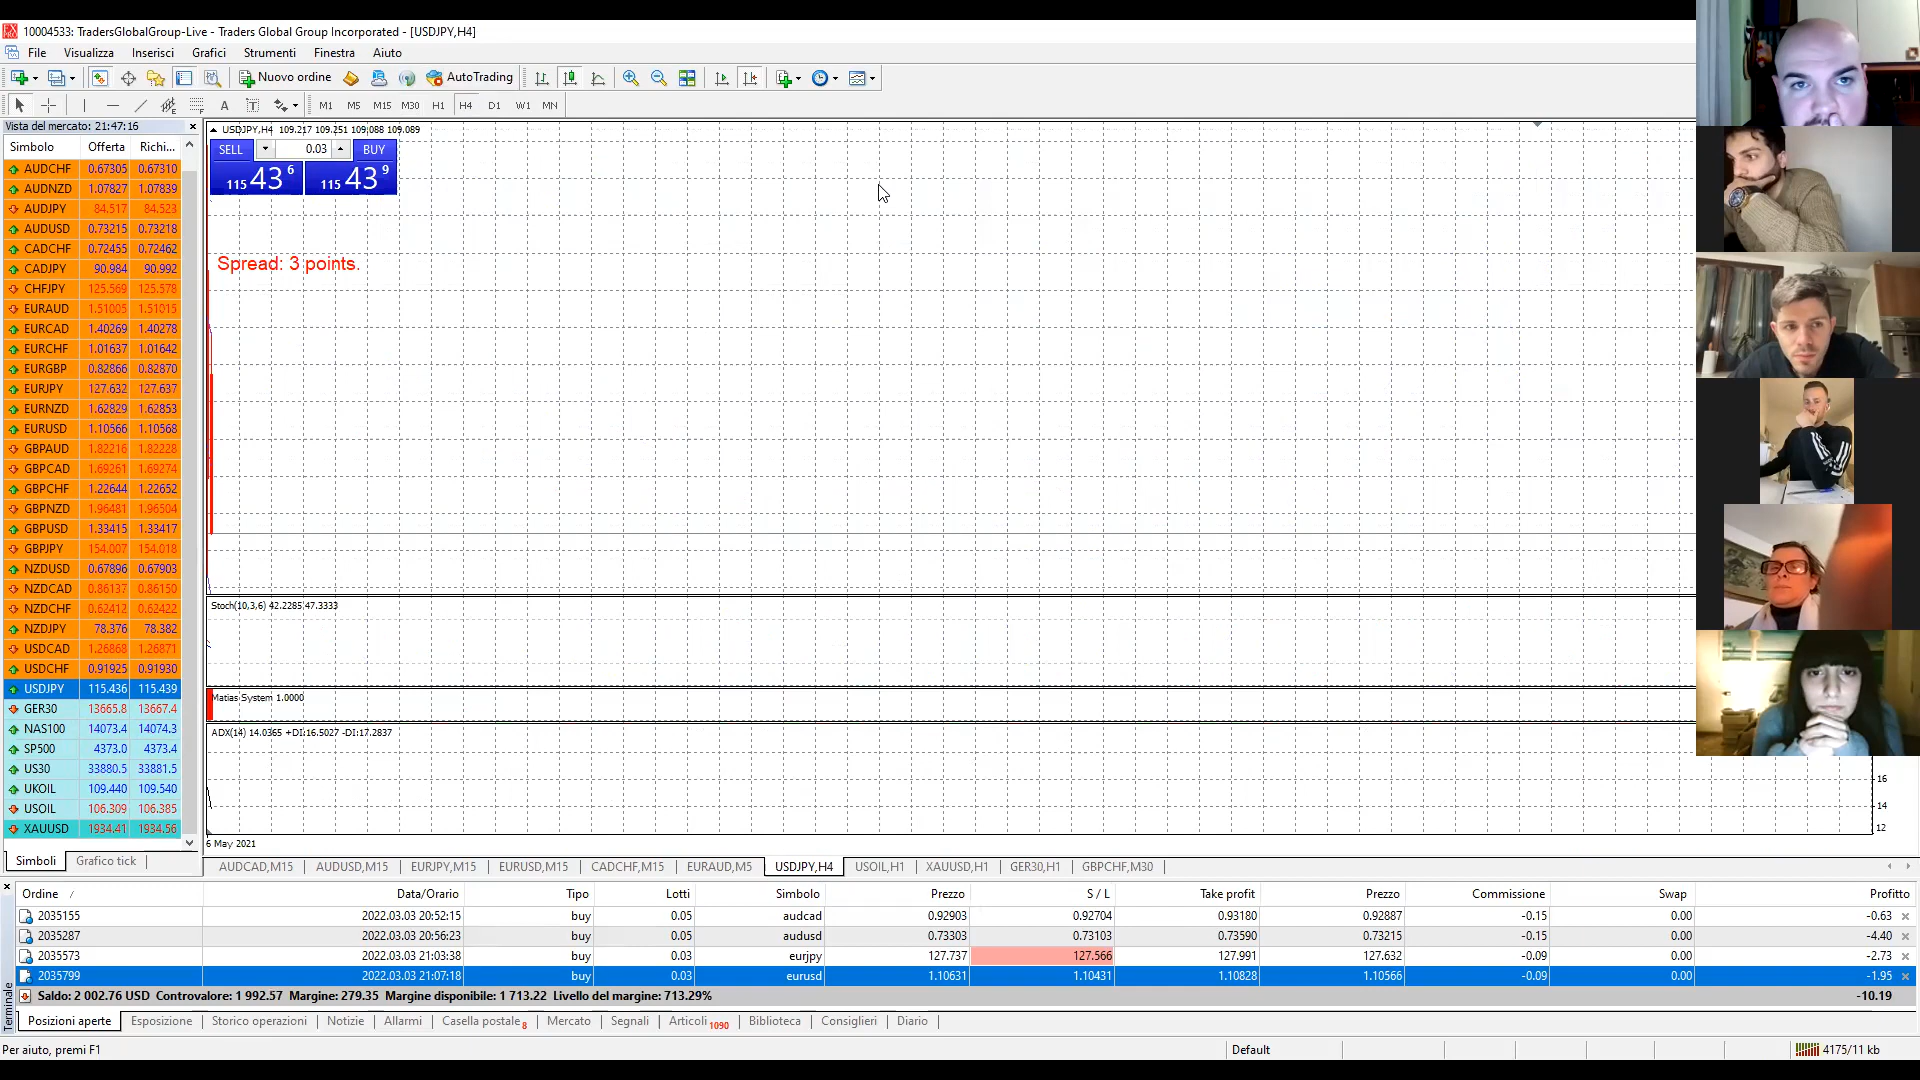 10004533: TradersGlobalGroup-Live - Traders Global Group Incorporated - [USDJPY,H4]
File Visualizza Inserisci Grafici Strumenti Finestra Aiuto
Nuovo ordine AutoTrading
A T M1 M5 M15 M30 H1 H4 D1 W1 MN
Vista del mercato: 21:47:16
Simbolo Offerta Richi...
AUDCHF 0.67305 0.67310
AUDNZD 1.07827 1.07839
AUDJPY 84.517 84.523
AUDUSD 0.73215 0.73218
CADCHF 0.72455 0.72462
CADJPY 90.984 90.992
CHFJPY 125.569 125.578
EURAUD 1.51005 1.51015
EURCAD 1.40269 1.40278
EURCHF 1.01637 1.01642
EURGBP 0.82866 0.82870
EURJPY 127.632 127.637
EURNZD 1.62829 1.62853
EURUSD 1.10566 1.10568
GBPAUD 1.82216 1.82228
GBPCAD 1.69261 1.69274
GBPCHF 1.22644 1.22652
GBPNZD 1.96481 1.96504
GBPUSD 1.33415 1.33417
GBPJPY 154.007 154.018
NZDUSD 0.67896 0.67903
NZDCAD 0.86137 0.86150
NZDCHF 0.62412 0.62422
NZDJPY 78.376 78.382
USDCAD 1.26868 1.26871
USDCHF 0.91925 0.91930
USDJPY 115.436 115.439
GER30 13665.8 13667.4
NAS100 14073.4 14074.3
SP500 4373.0 4373.4
US30 33880.5 33881.5
UKOIL 109.440 109.540
USOIL 106.309 106.385
XAUUSD 1934.41 1934.56
Simboli Grafico tick
USDJPY,H4 109.217 109.251 109.088 109.089
SELL 0.03 BUY
115 43 6 115 43 9
Spread: 3 points.
Stoch(10,3,6) 42.2285 47.3333
Matias System 1.0000
ADX(14) 14.0365 +DI:16.5027 -DI:17.2837
16
14
12
6 May 2021
AUDCAD,M15 AUDUSD,M15 EURJPY,M15 EURUSD,M15 CADCHF,M15 EURAUD,M5 USDJPY,H4 USOIL,H1 XAUUSD,H1 GER30,H1 GBPCHF,M30
Ordine / Data/Orario Tipo Lotti Simbolo Prezzo S / L Take profit Prezzo Commissione Swap Profitto
2035155 2022.03.03 20:52:15 buy 0.05 audcad 0.92903 0.92704 0.93180 0.92887 -0.15 0.00 -0.63
2035287 2022.03.03 20:56:23 buy 0.05 audusd 0.73303 0.73103 0.73590 0.73215 -0.15 0.00 -4.40
2035573 2022.03.03 21:03:38 buy 0.03 eurjpy 127.737 127.566 127.991 127.632 -0.09 0.00 -2.73
2035799 2022.03.03 21:07:18 buy 0.03 eurusd 1.10631 1.10431 1.10828 1.10566 -0.09 0.00 -1.95
Saldo: 2 002.76 USD Controvalore: 1 992.57 Margine: 279.35 Margine disponibile: 1 713.22 Livello del margine: 713.29% -10.19
Terminale
Posizioni aperte Esposizione Storico operazioni Notizie Allarmi Casella postale 8 Mercato Segnali Articoli 1090 Biblioteca Consiglieri Diario
Per aiuto, premi F1 Default 4175/11 kb